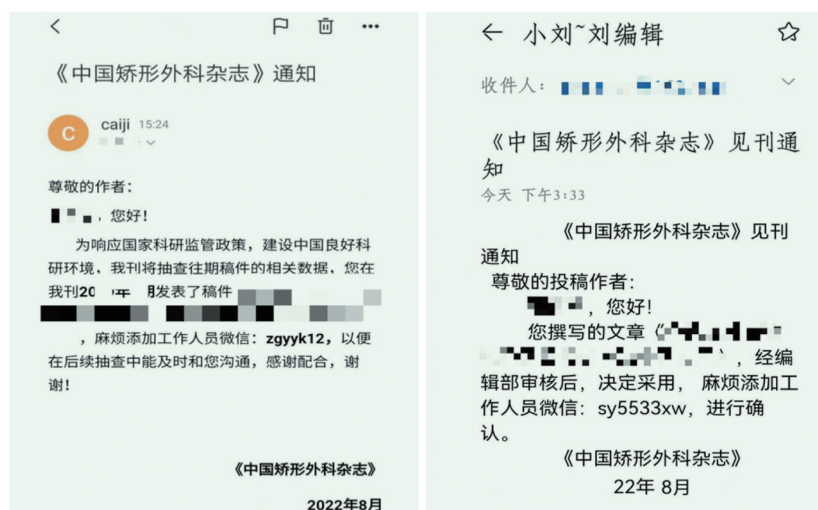 《中国矫形外科杂志》通知
C
caiji 15:24
尊敬的作者：
，您好！
为响应国家科研监管政策，建设中国良好科
研环境，我刊将抽查往期稿件的相关数据，您在
我刊20 发表了稿件
，麻烦添加工作人员微信：zgyyk12，以便
在后续抽查中能及时和您沟通，感谢配合，谢
谢！
《中国矫形外科杂志》
2022年8月
小刘~刘编辑
收件人：
《中国矫形外科杂志》见刊通
知
今天 下午3:33
《中国矫形外科杂志》见刊
通知
尊敬的投稿作者：
，您好！
您撰写的文章《
》，经编
辑部审核后，决定采用， 麻烦添加工
作人员微信：sy5533xw，进行确
认。
《中国矫形外科杂志》
22年 8月